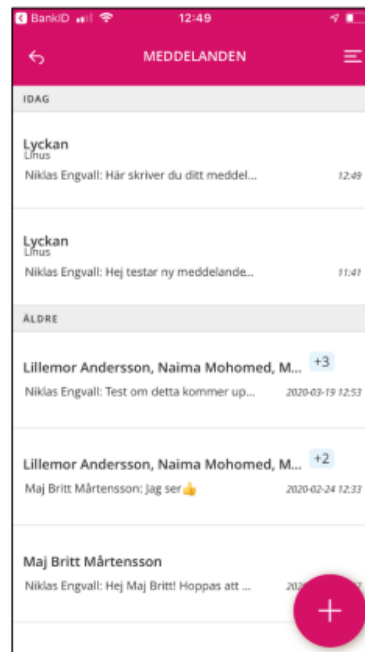 BankID
12:49
MEDDELANDEN
IDAG
Lyckan
Linus
Niklas Engvall: Här skriver du ditt meddel...
12:49
Lyckan
Linus
Niklas Engvall: Hej testar ny meddelande...
11:41
ÄLDRE
Lillemor Andersson, Naima Mohomed, M... +3
Niklas Engvall: Test om detta kommer up...
2020-03-19 12:53
Lillemor Andersson, Naima Mohomed, M... +2
Maj Britt Mårtensson: Jag ser👍
2020-02-24 12:33
Maj Britt Mårtensson
Niklas Engvall: Hej Maj Britt! Hoppas att ...